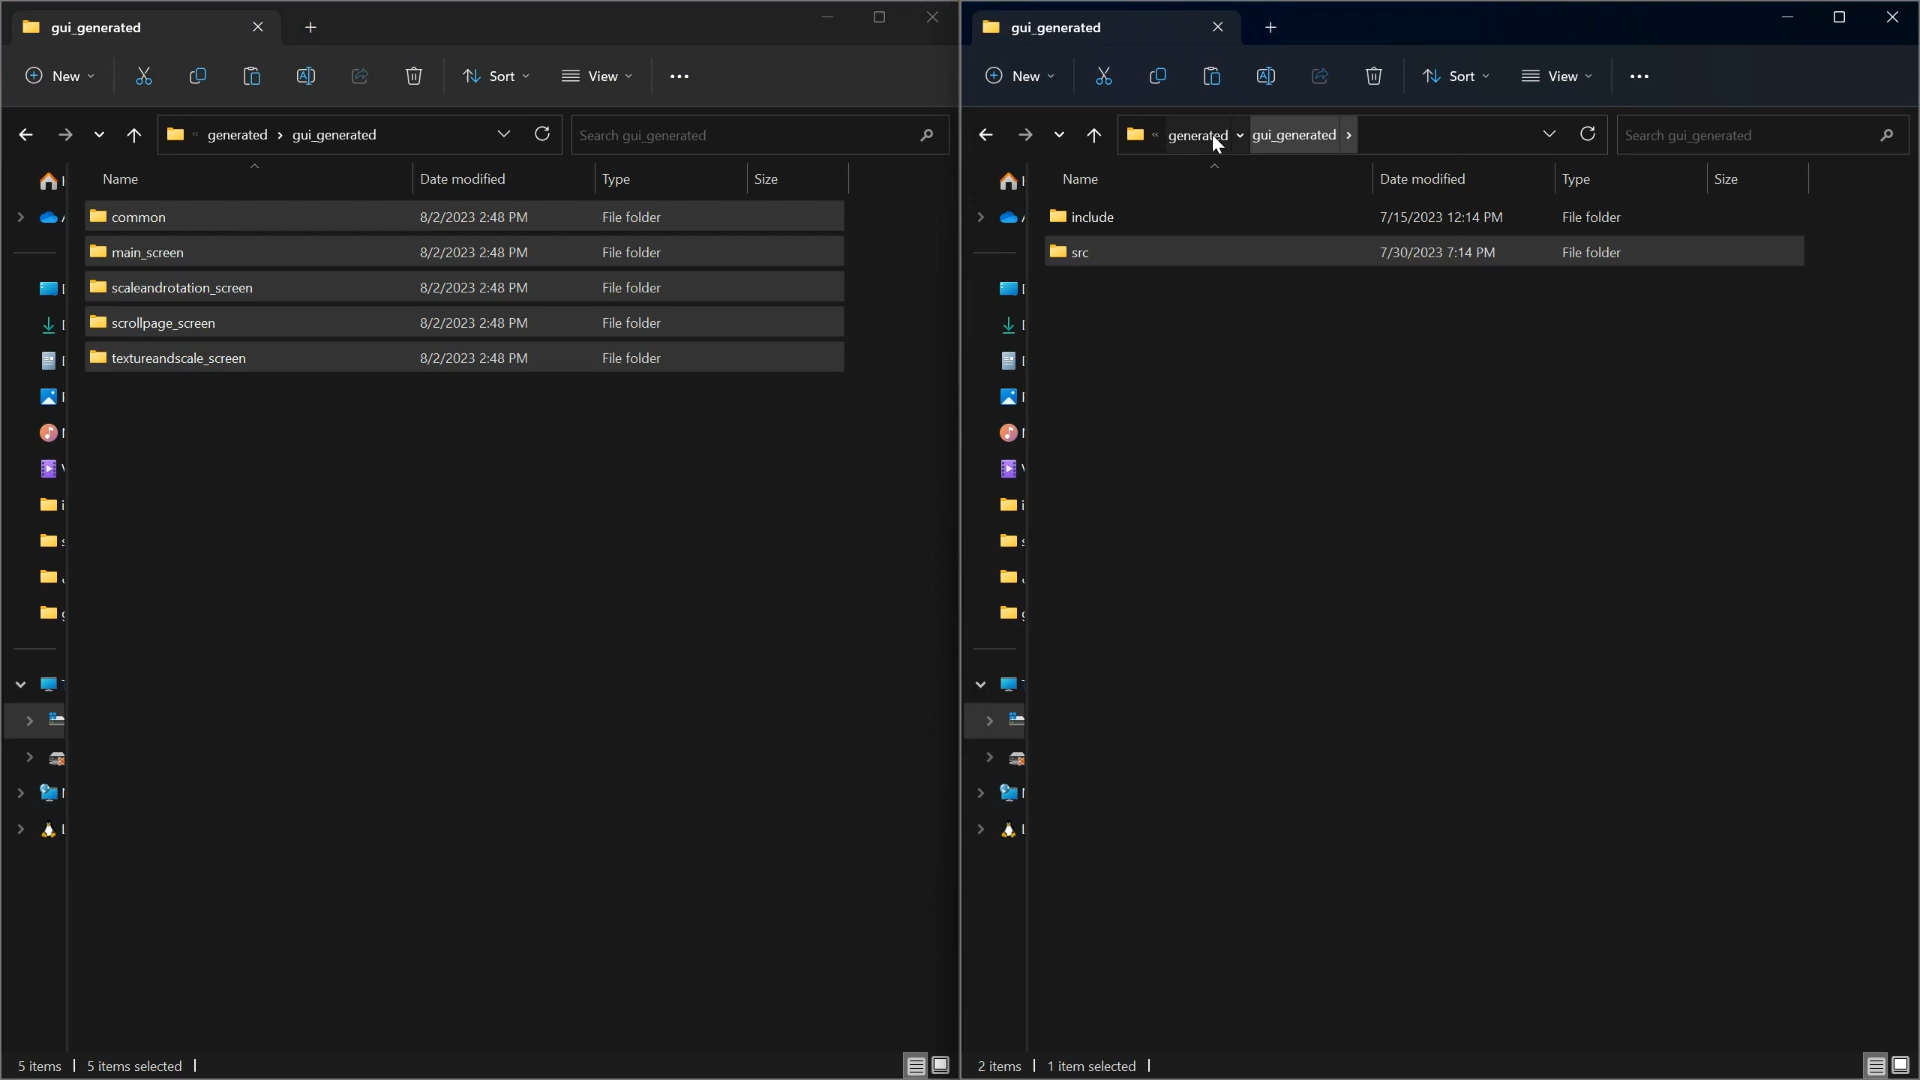 gui_generated
New
Sort
View
generated > gui_generated
Search gui_generated
Name
Date modified
Type
Size
common 8/2/2023 2:48 PM File folder
main_screen 8/2/2023 2:48 PM File folder
scaleandrotation_screen 8/2/2023 2:48 PM File folder
scrollpage_screen 8/2/2023 2:48 PM File folder
textureandscale_screen 8/2/2023 2:48 PM File folder
5 items
5 items selected
gui_generated
New
Sort
View
generated gui_generated >
Search gui_generated
Name
Date modified
Type
Size
include 7/15/2023 12:14 PM File folder
src 7/30/2023 7:14 PM File folder
2 items
1 item selected